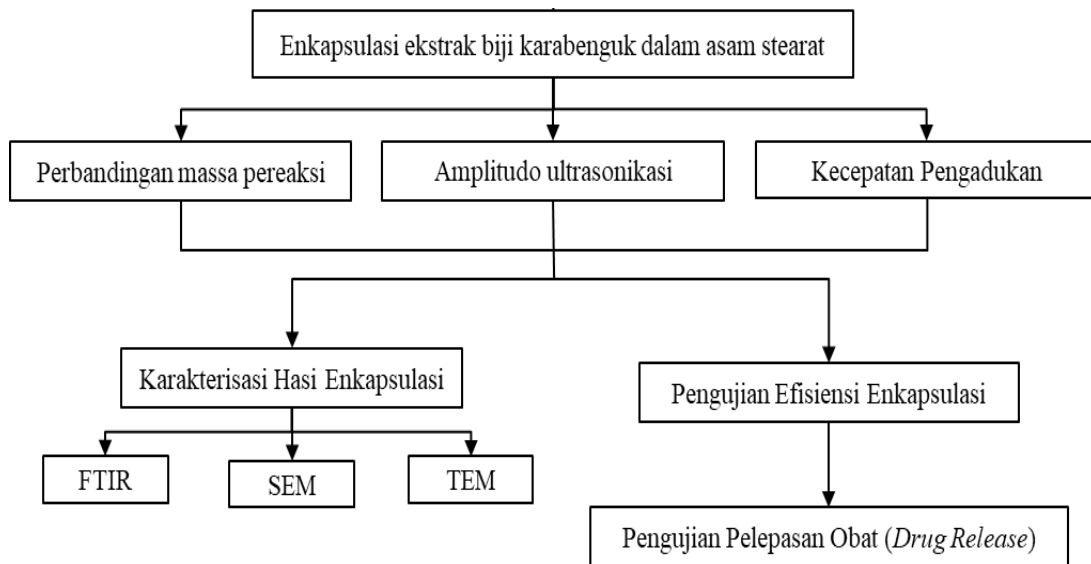 Enkapsulasi ekstrak biji karabenguk dalam asam stearat
Perbandingan massa pereaksi
Amplitudo ultrasonikasi
Kecepatan Pengadukan
Karakterisasi Hasi Enkapsulasi
Pengujian Efisiensi Enkapsulasi
FTIR
SEM
TEM
Pengujian Pelepasan Obat (Drug Release)